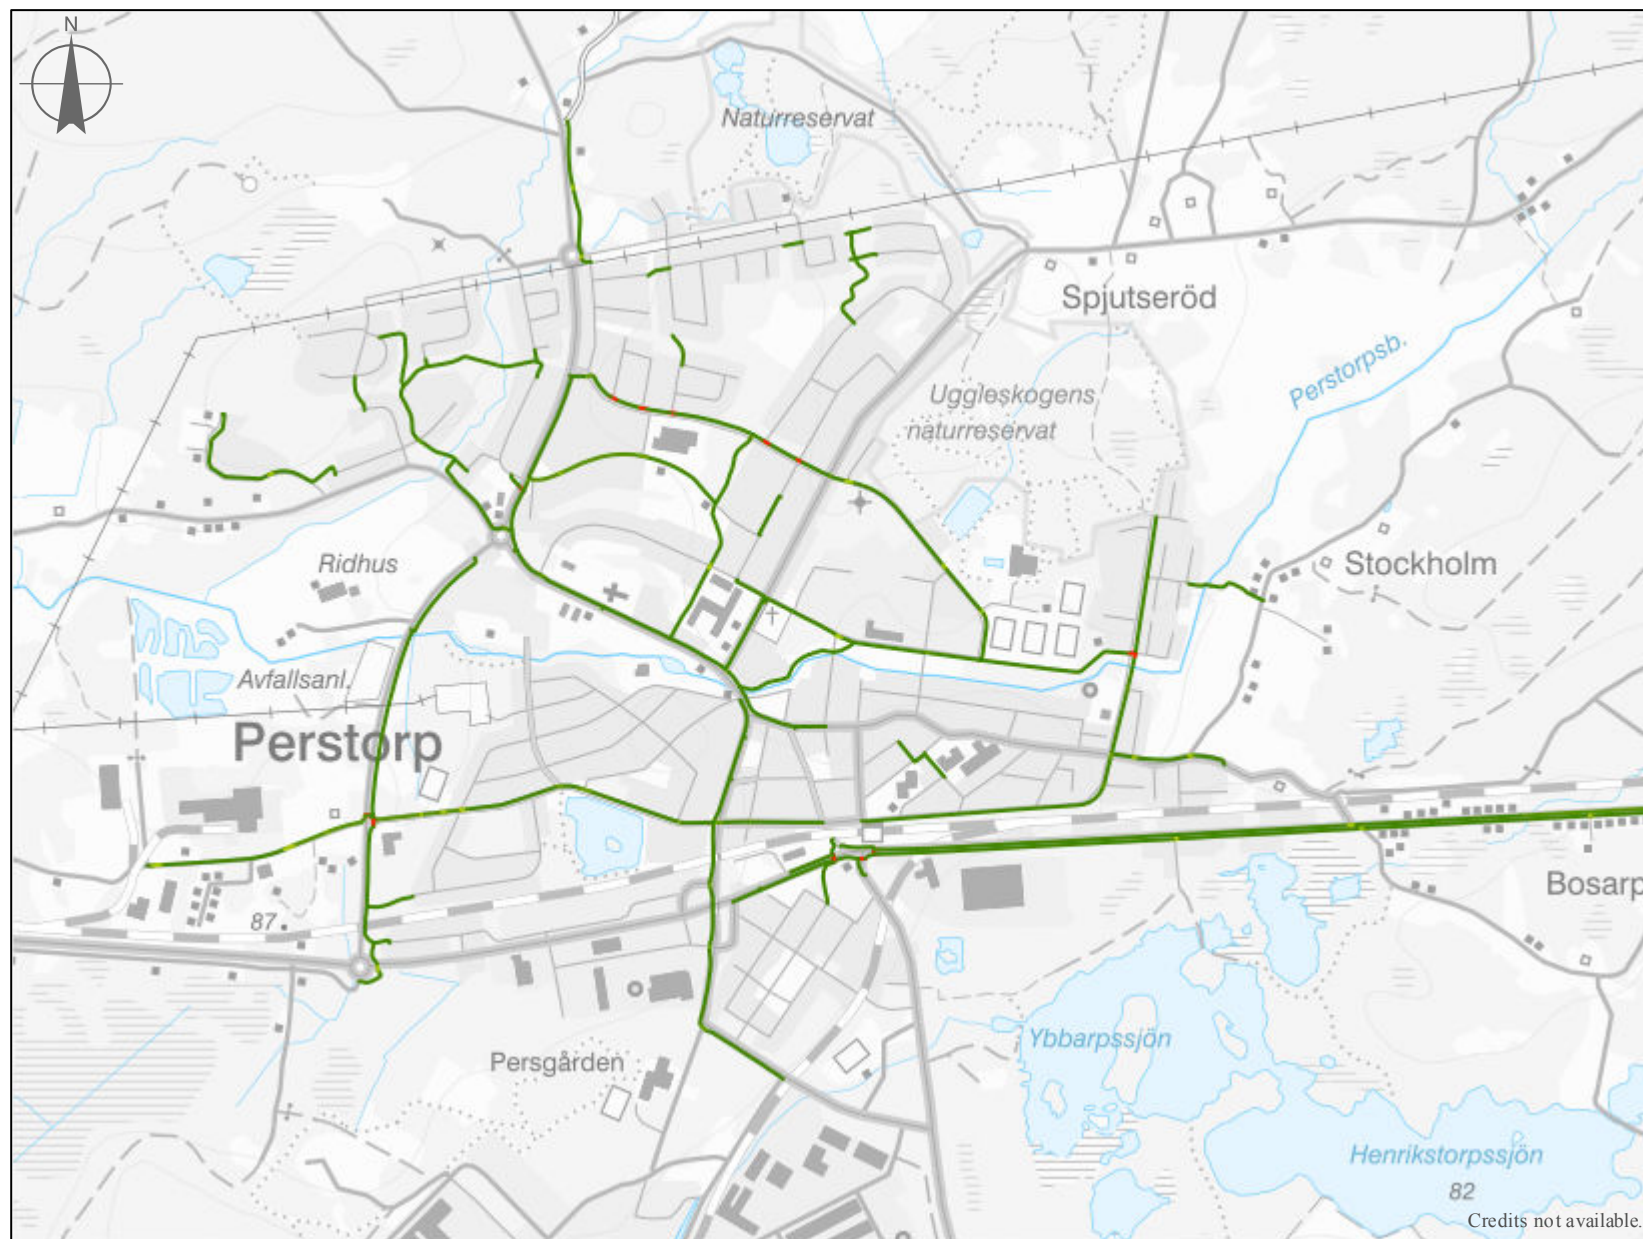 N
Naturreservat
Spjutseröd
Perstorpsb.
Uggleskogens
naturreservat
Stockholm
Ridhus
Avfallsanl.
Perstorp
87
Bosarp
Persgården
Ybbarpssjön
Henrikstorpssjön
82
Credits not available.